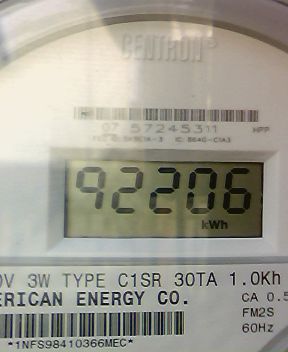 CENTRON®
07 57245311 HPP
92206
kWh
0V 3W TYPE C1SR 30TA 1.0Kh
ERICAN ENERGY CO.
CA 0.5
FM2S
60Hz
*1NFS98410366MEC*